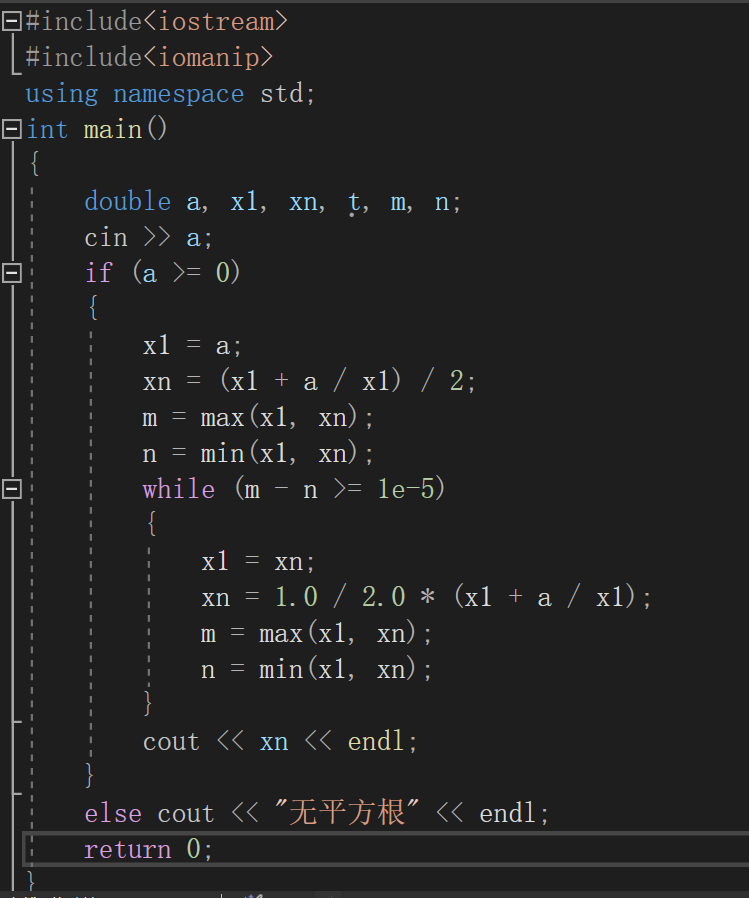 #include<iostream>
#include<iomanip>
using namespace std;
int main()
{
double a, x1, xn, t, m, n;
cin >> a;
if (a >= 0)
{
x1 = a;
xn = (x1 + a / x1) / 2;
m = max(x1, xn);
n = min(x1, xn);
while (m - n >= 1e-5)
{
x1 = xn;
xn = 1.0 / 2.0 * (x1 + a / x1);
m = max(x1, xn);
n = min(x1, xn);
}
cout << xn << endl;
}
else cout << "无平方根" << endl;
return 0;
}